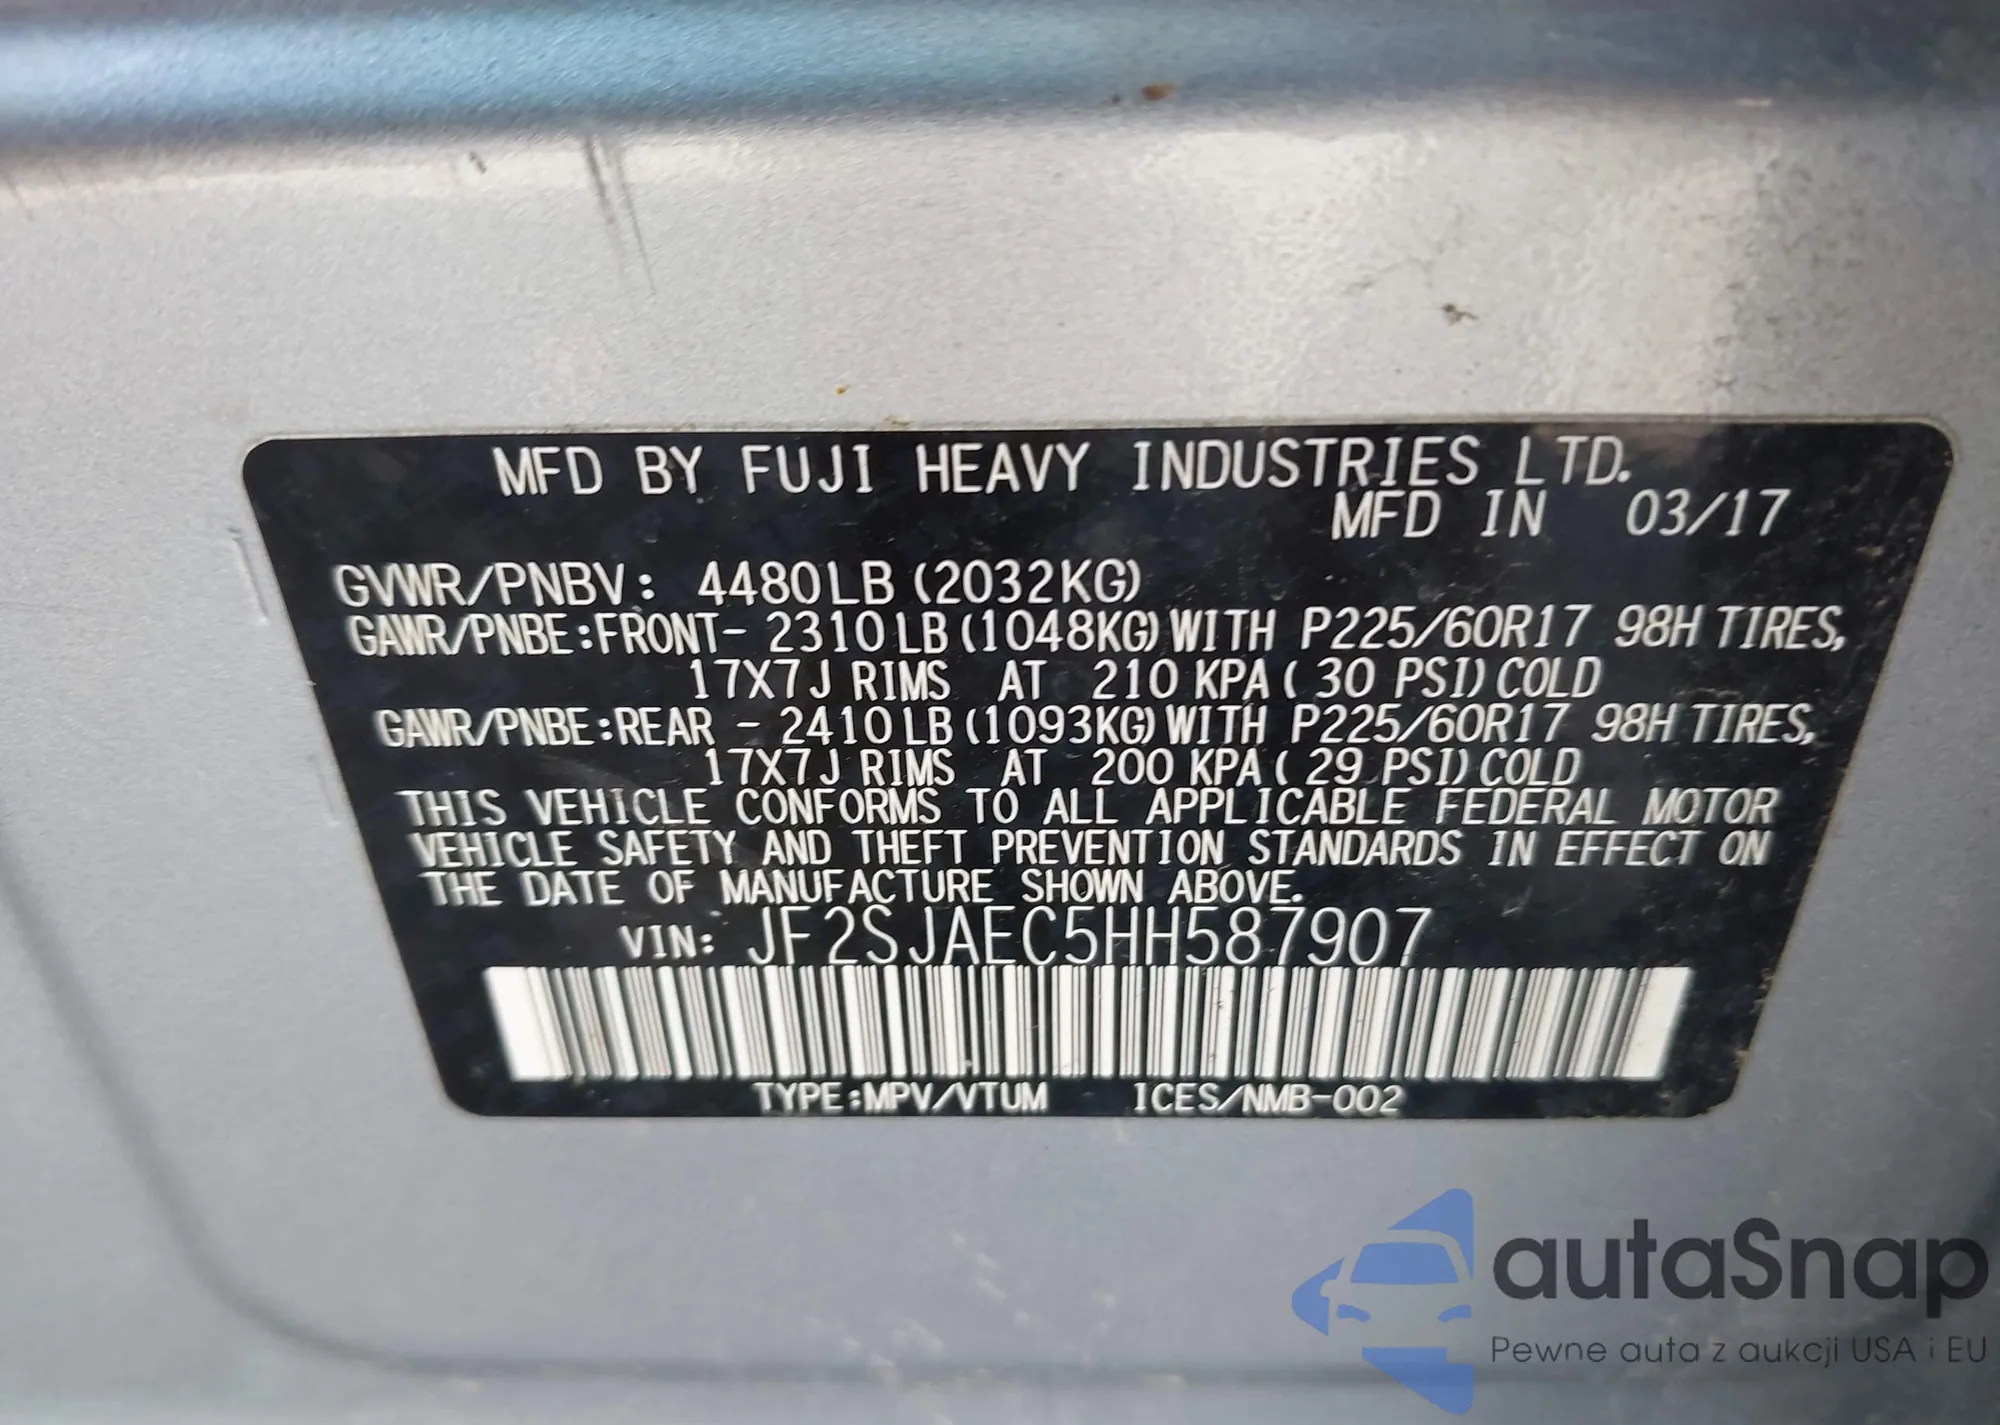 MFD BY FUJI HEAVY INDUSTRIES LTD.
MFD IN 03/17
GVWR/PNBV: 4480LB (2032KG)
GAWR/PNBE:FRONT- 2310LB (1048KG) WITH P225/60R17 98H TIRES,
17X7J RIMS AT 210 KPA ( 30 PSI) COLD
GAWR/PNBE:REAR - 2410LB (1093KG) WITH P225/60R17 98H TIRES,
17X7J RIMS AT 200 KPA ( 29 PSI) COLD
THIS VEHICLE CONFORMS TO ALL APPLICABLE FEDERAL MOTOR
VEHICLE SAFETY AND THEFT PREVENTION STANDARDS IN EFFECT ON
THE DATE OF MANUFACTURE SHOWN ABOVE.
VIN: JF2SJAEC5HH587907
TYPE:MPV/VTUM ICES/NMB-002
autaSnap
Pewne auta z aukcji USA i EU